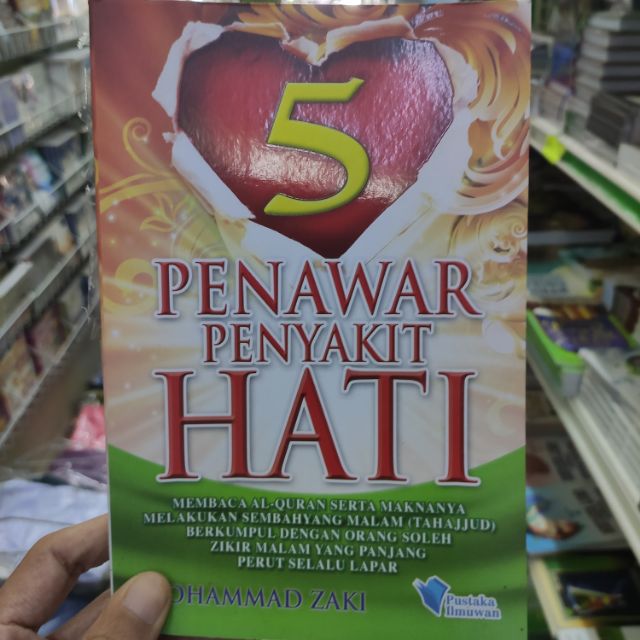 5
PENAWAR
PENYAKIT
HATI
MEMBACA AL-QURAN SERTA MAKNANYA
MELAKUKAN SEMBAHYANG MALAM (TAHAJJUD)
BERKUMPUL DENGAN ORANG SOLEH
ZIKIR MALAM YANG PANJANG
PERUT SELALU LAPAR
OHAMMAD ZAKI
Pustaka
Ilmuwan